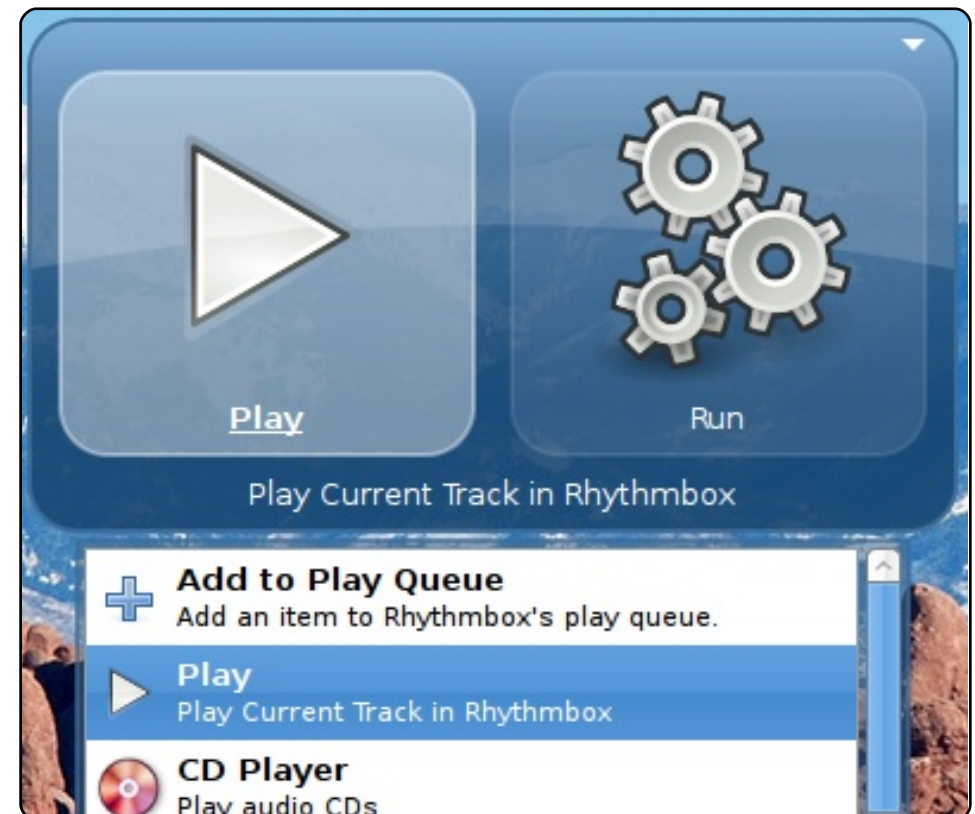 Play
Run
Play Current Track in Rhythmbox
Add to Play Queue
Add an item to Rhythmbox's play queue.
Play
Play Current Track in Rhythmbox
CD Player
Play audio CDs